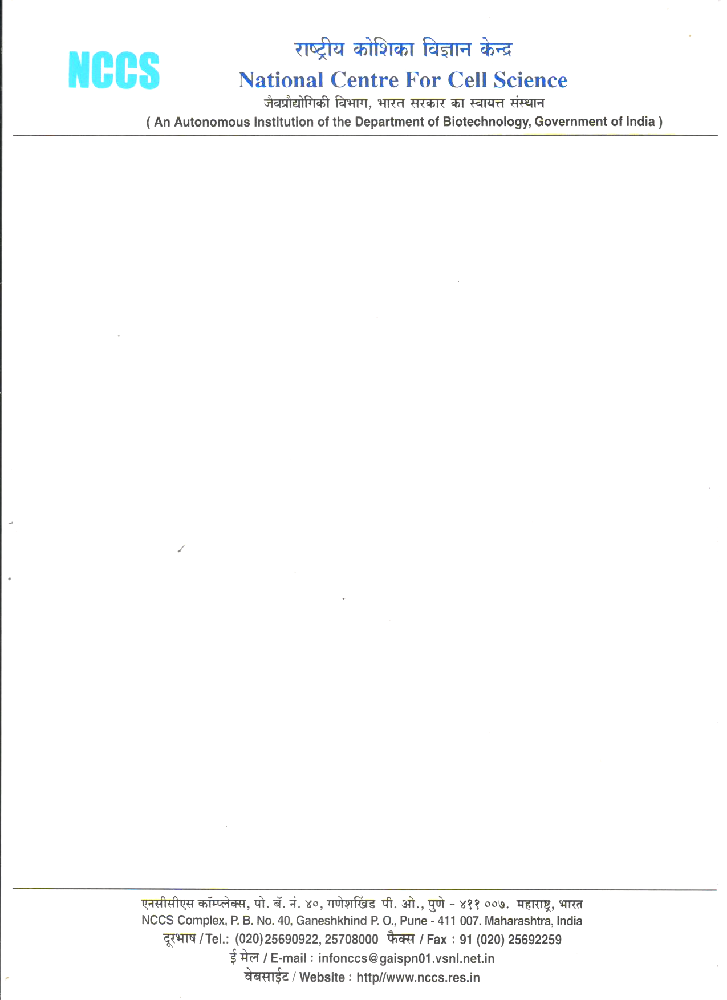 NCCS
राष्ट्रीय कोशिका विज्ञान केन्द्र
National Centre For Cell Science
जैवप्रौद्योगिकी विभाग, भारत सरकार का स्वायत्त संस्थान
( An Autonomous Institution of the Department of Biotechnology, Government of India )
एनसीसीएस कॉम्प्लेक्स, पो. बॅ. नं. ४०, गणेशखिंड पी. ओ., पुणे - ४११ ००७. महाराष्ट्र, भारत
NCCS Complex, P. B. No. 40, Ganeshkhind P. O., Pune - 411 007. Maharashtra, India
दूरभाष / Tel.: (020) 25690922, 25708000 फैक्स / Fax : 91 (020) 25692259
ई मेल / E-mail : infonccs@gaispn01.vsnl.net.in
वेबसाईट / Website : http//www.nccs.res.in